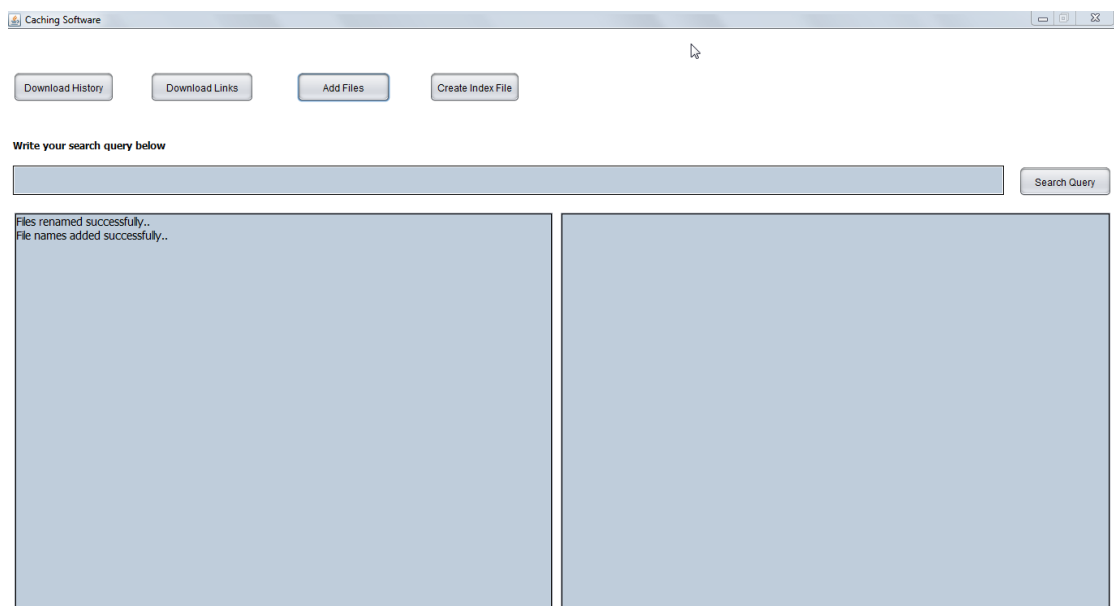 Caching Software
Download History
Download Links
Add Files
Create Index File
Write your search query below
Search Query
Files renamed successfully..
File names added successfully..